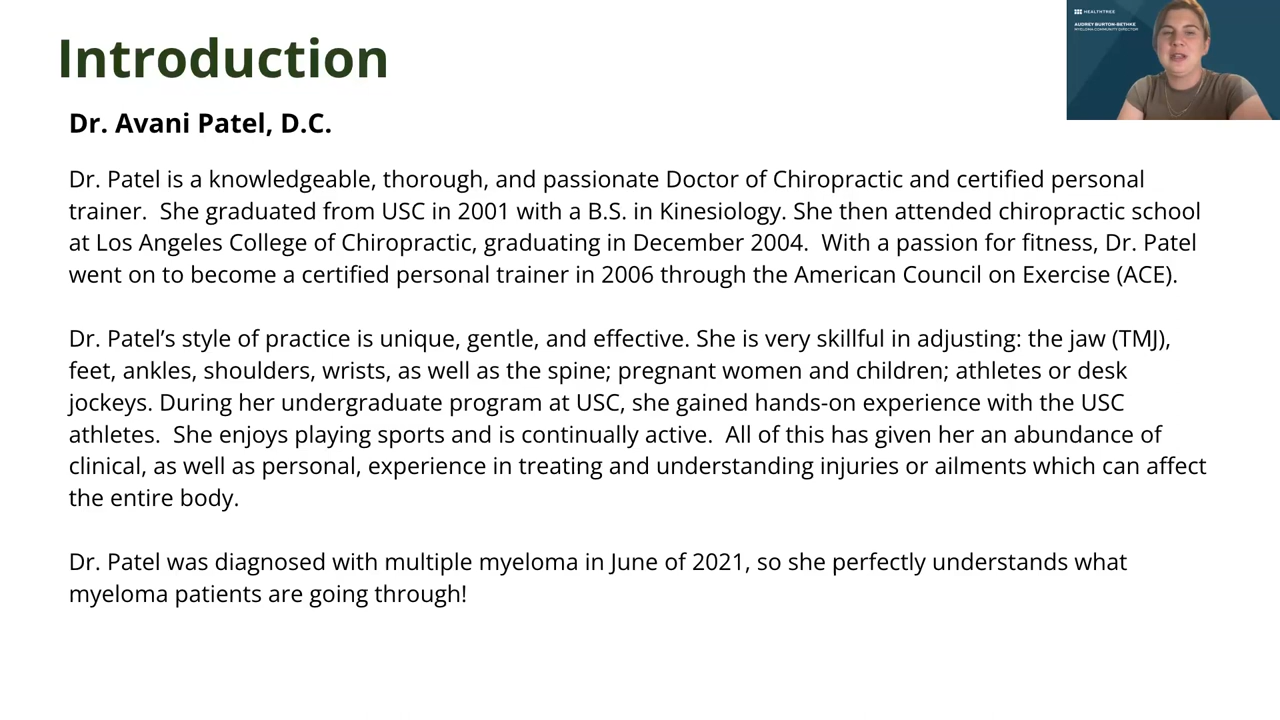 Introduction
HEALTHTREE
AUDREY BURTON-BETHKE
MYELOMA COMMUNITY DIRECTOR
Dr. Avani Patel, D.C.
Dr. Patel is a knowledgeable, thorough, and passionate Doctor of Chiropractic and certified personal
trainer.  She graduated from USC in 2001 with a B.S. in Kinesiology. She then attended chiropractic school
at Los Angeles College of Chiropractic, graduating in December 2004.  With a passion for fitness, Dr. Patel
went on to become a certified personal trainer in 2006 through the American Council on Exercise (ACE).
Dr. Patel’s style of practice is unique, gentle, and effective. She is very skillful in adjusting: the jaw (TMJ),
feet, ankles, shoulders, wrists, as well as the spine; pregnant women and children; athletes or desk
jockeys. During her undergraduate program at USC, she gained hands-on experience with the USC
athletes.  She enjoys playing sports and is continually active.  All of this has given her an abundance of
clinical, as well as personal, experience in treating and understanding injuries or ailments which can affect
the entire body.
Dr. Patel was diagnosed with multiple myeloma in June of 2021, so she perfectly understands what
myeloma patients are going through!